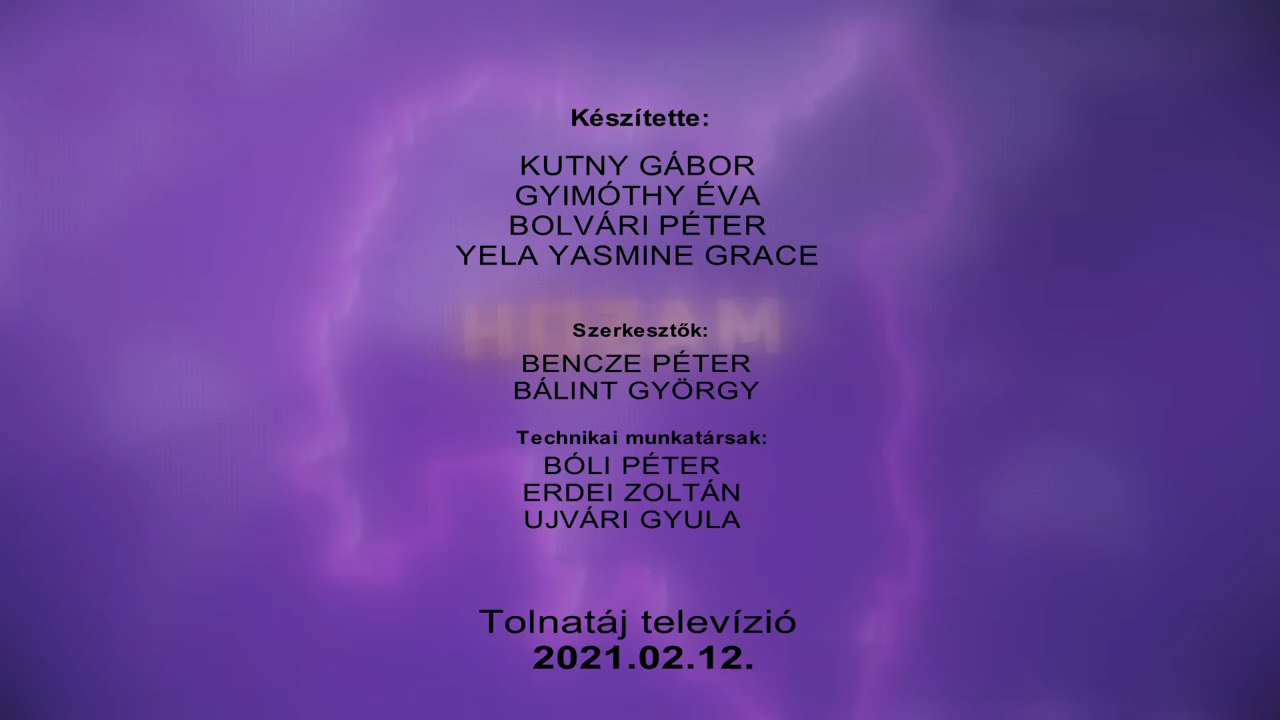 Készítette:
KUTNY GÁBOR
GYIMÓTHY ÉVA
BOLVÁRI PÉTER
YELA YASMINE GRACE
HOZAM
Szerkesztők:
BENCZE PÉTER
BÁLINT GYÖRGY
Technikai munkatársak:
BÓLI PÉTER
ERDEI ZOLTÁN
UJVÁRI GYULA
Tolnatáj televízió
2021.02.12.